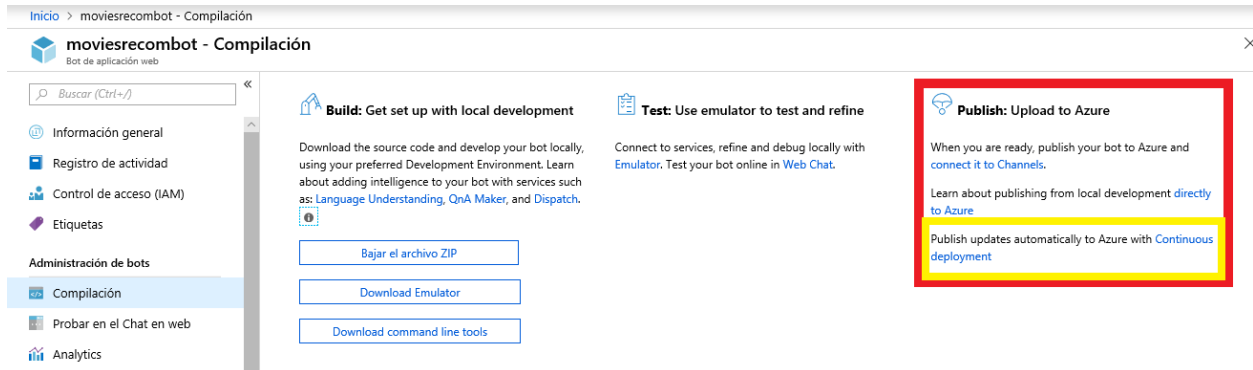 Inicio > moviesrecombot - Compilación
moviesrecombot - Compilación
Bot de aplicación web
Buscar (Ctrl+/)
Información general
Registro de actividad
Control de acceso (IAM)
Etiquetas
Administración de bots
Compilación
Probar en el Chat en web
Analytics
Build: Get set up with local development
Download the source code and develop your bot locally,
using your preferred Development Environment. Learn
about adding intelligence to your bot with services such
as: Language Understanding, QnA Maker, and Dispatch.
Bajar el archivo ZIP
Download Emulator
Download command line tools
Test: Use emulator to test and refine
Connect to services, refine and debug locally with
Emulator. Test your bot online in Web Chat.
Publish: Upload to Azure
When you are ready, publish your bot to Azure and
connect it to Channels.
Learn about publishing from local development directly
to Azure
Publish updates automatically to Azure with Continuous
deployment